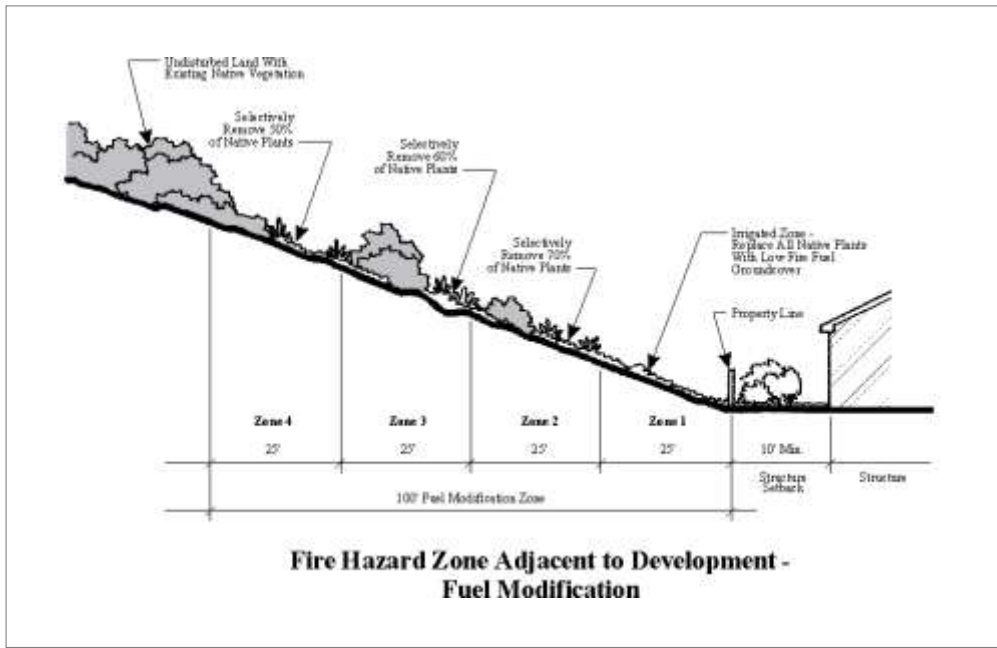 Undisturbed Land With
Existing Native Vegetation
Selectively
Remove 50%
of Native Plants
Selectively
Remove 60%
of Native Plants
Selectively
Remove 70%
of Native Plants
Irrigated Zone -
Replace All Native Plants
With Low Fire Fuel
Groundcover
Property Line
Zone 4
Zone 3
Zone 2
Zone 1
25'
25'
25'
25'
10' Min.
Structure
Setback
Structure
100' Fuel Modification Zone
Fire Hazard Zone Adjacent to Development -
Fuel Modification